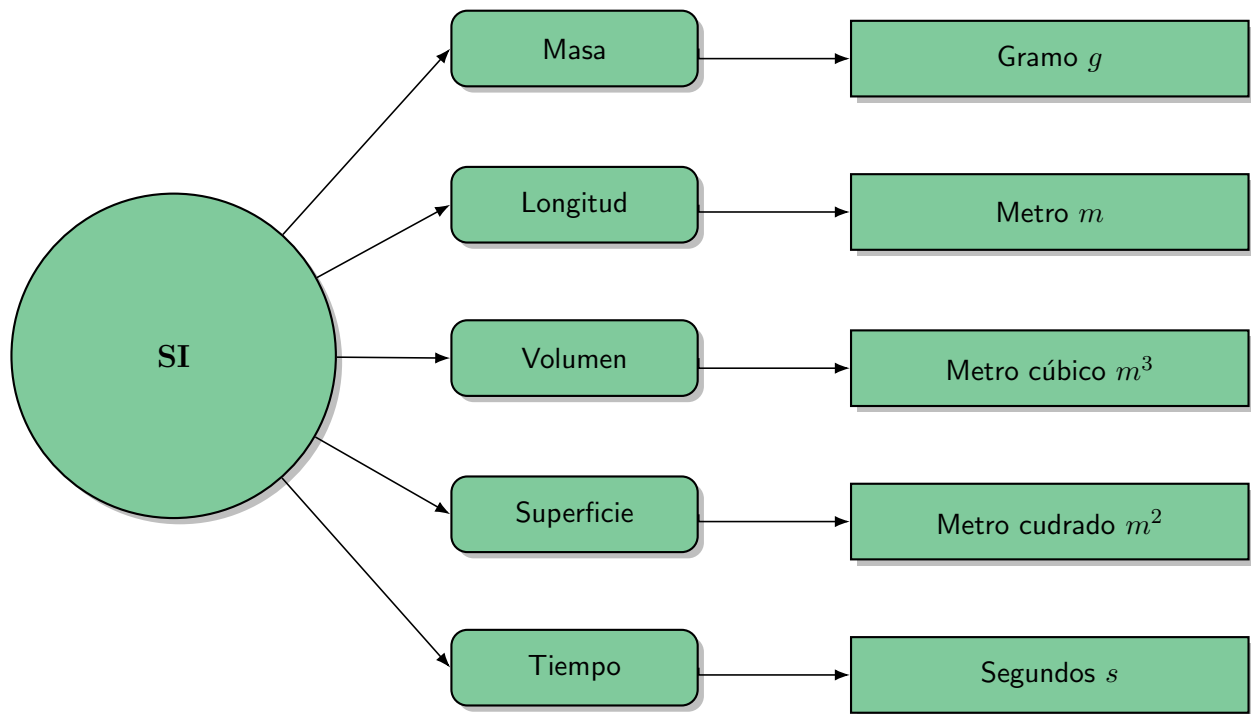 SI
Masa
Gramo g
Longitud
Metro m
Volumen
Metro cúbico m³
Superficie
Metro cudrado m²
Tiempo
Segundos s